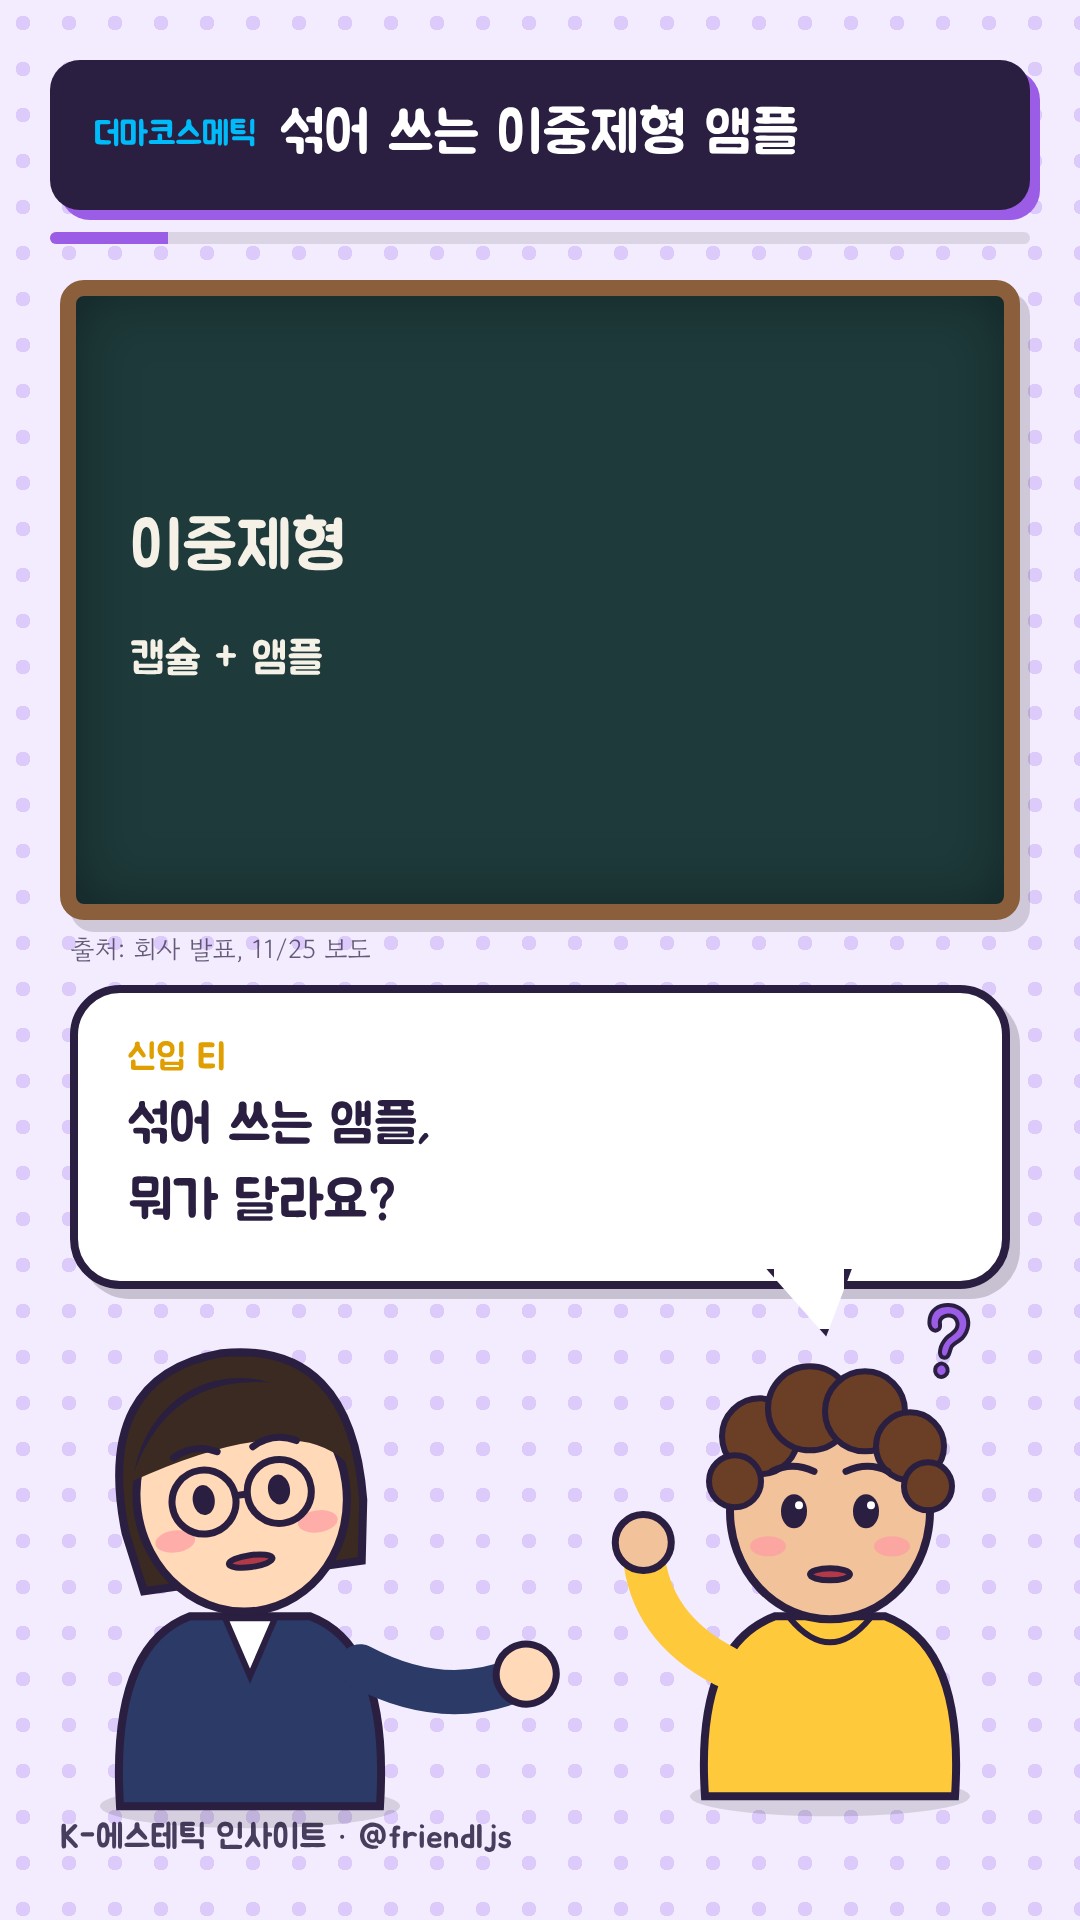 더마코스메틱 섞어 쓰는 이중제형 앰플
이중제형
캡슐 + 앰플
출처: 회사 발표, 11/25 보도
신입 티
섞어 쓰는 앰플,
뭐가 달라요?
?
K-에스테틱 인사이트 · @friendljs